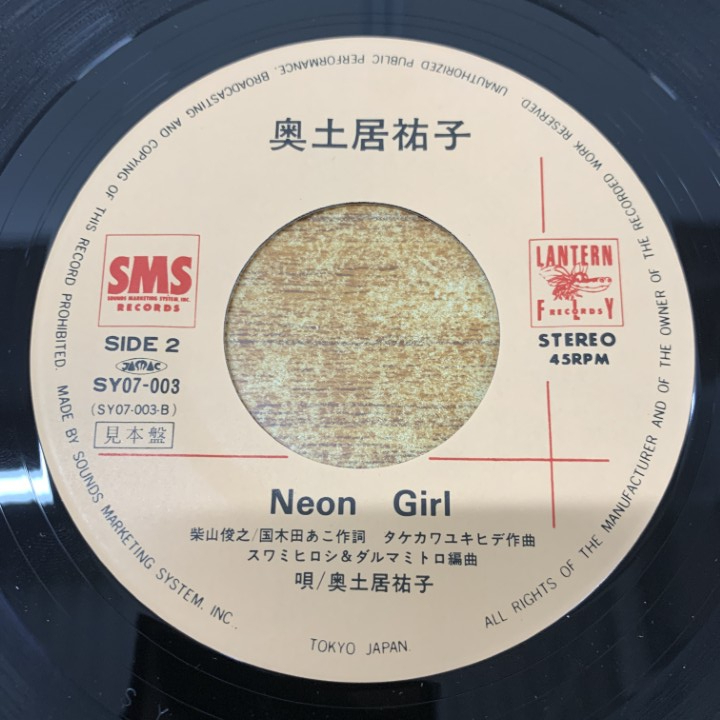 奥土居祐子
SMS
SOUNDS MARKETING SYSTEM, INC.
RECORDS
SIDE 2
JASRAC
SY07-003
(SY07-003-B)
見本盤
LANTERN
FLY
RECORDS
STEREO
45RPM
Neon Girl
柴山俊之/国木田あこ作詞 タケカワユキヒデ作曲
スワミヒロシ&ダルマミトロ編曲
唄/奥土居祐子
ALL RIGHTS OF THE MANUFACTURER AND OF THE OWNER OF THE RECORDED WORK RESERVED. UNAUTHORIZED PUBLIC PERFORMANCE. BROADCASTING AND COPYING OF THIS RECORD PROHIBITED. MADE BY SOUNDS MARKETING SYSTEM. INC.
TOKYO JAPAN.